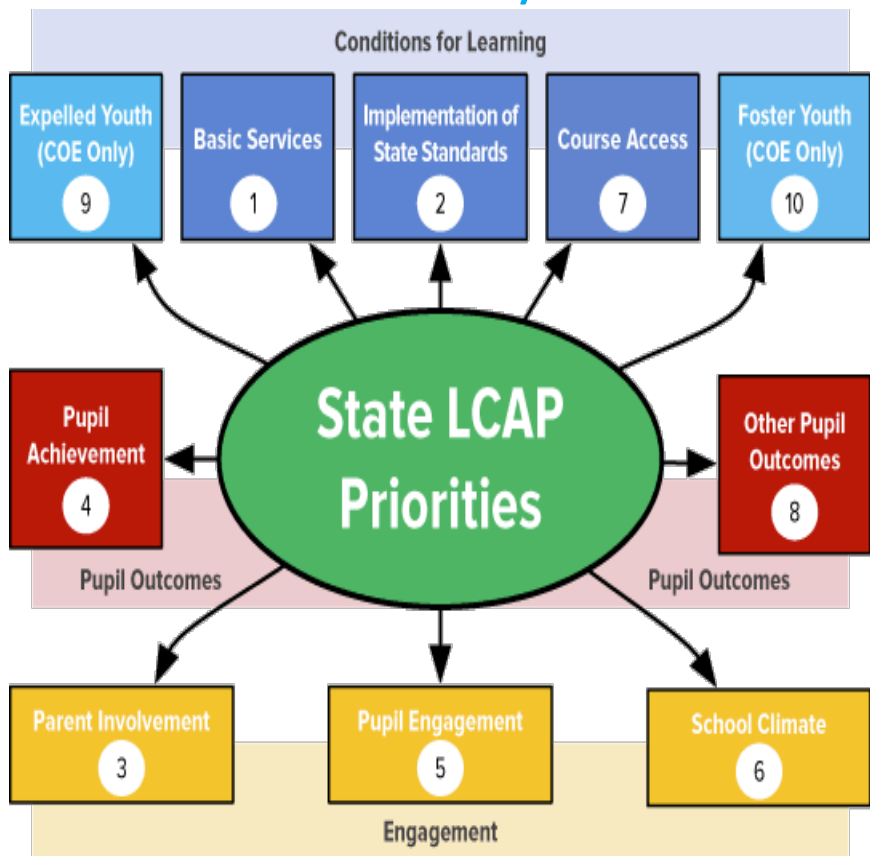 Conditions for Learning
Expelled Youth
(COE Only)
9
Basic Services
1
Implementation of
State Standards
2
Course Access
7
Foster Youth
(COE Only)
10
State LCAP
Priorities
Pupil
Achievement
4
Other Pupil
Outcomes
8
Pupil Outcomes
Pupil Outcomes
Parent Involvement
3
Pupil Engagement
5
School Climate
6
Engagement